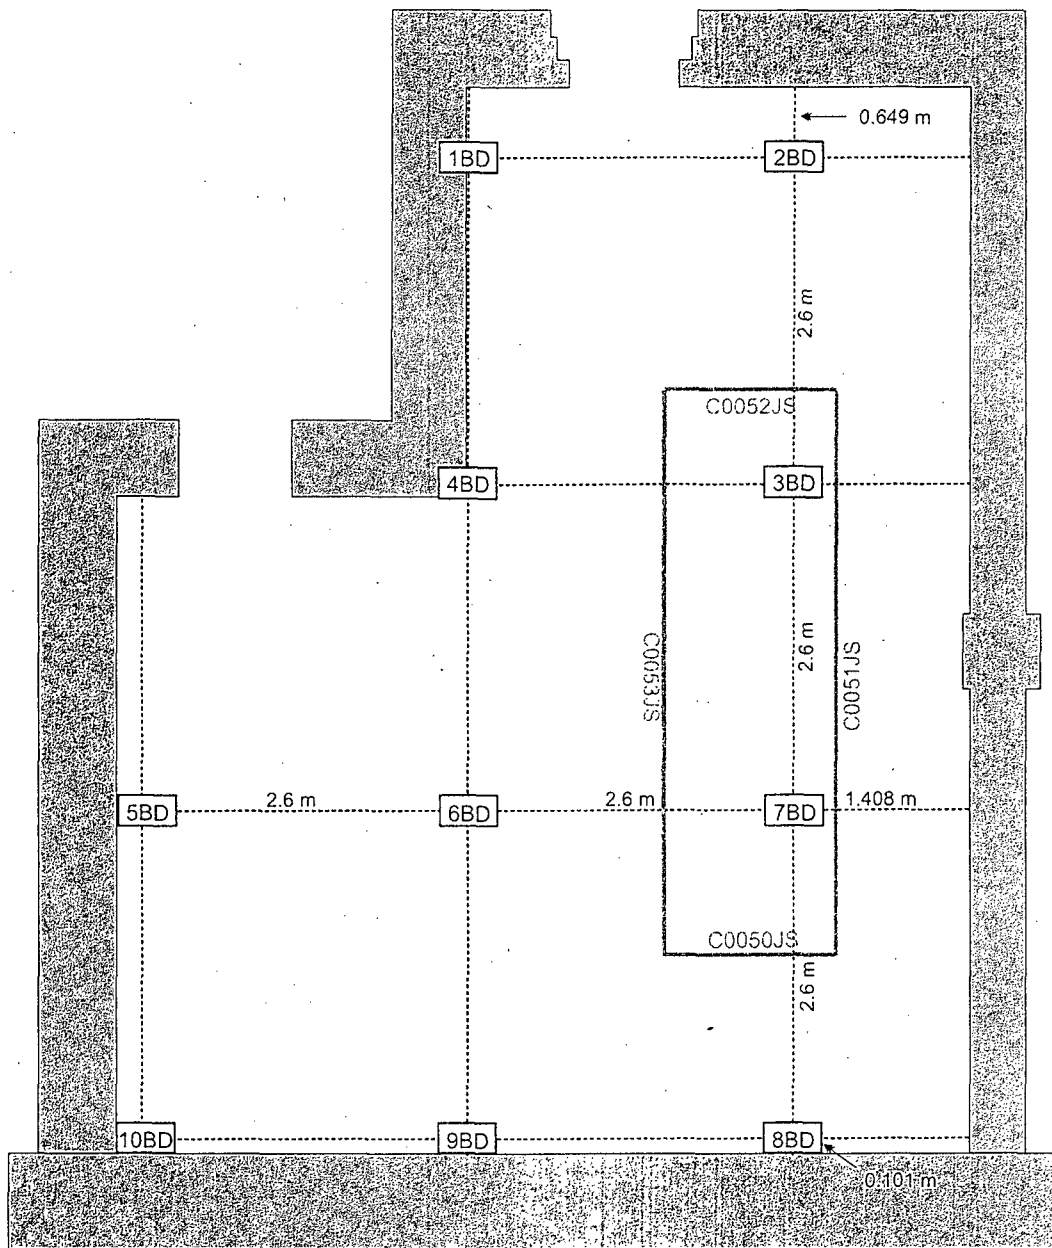 0.649 m
1BD
2BD
2.6 m
C0052JS
4BD
3BD
C0053JS
2.6 m
C0051JS
5BD
2.6 m
6BD
2.6 m
7BD
1.408 m
C0050JS
2.6 m
10BD
9BD
8BD
0.101 m